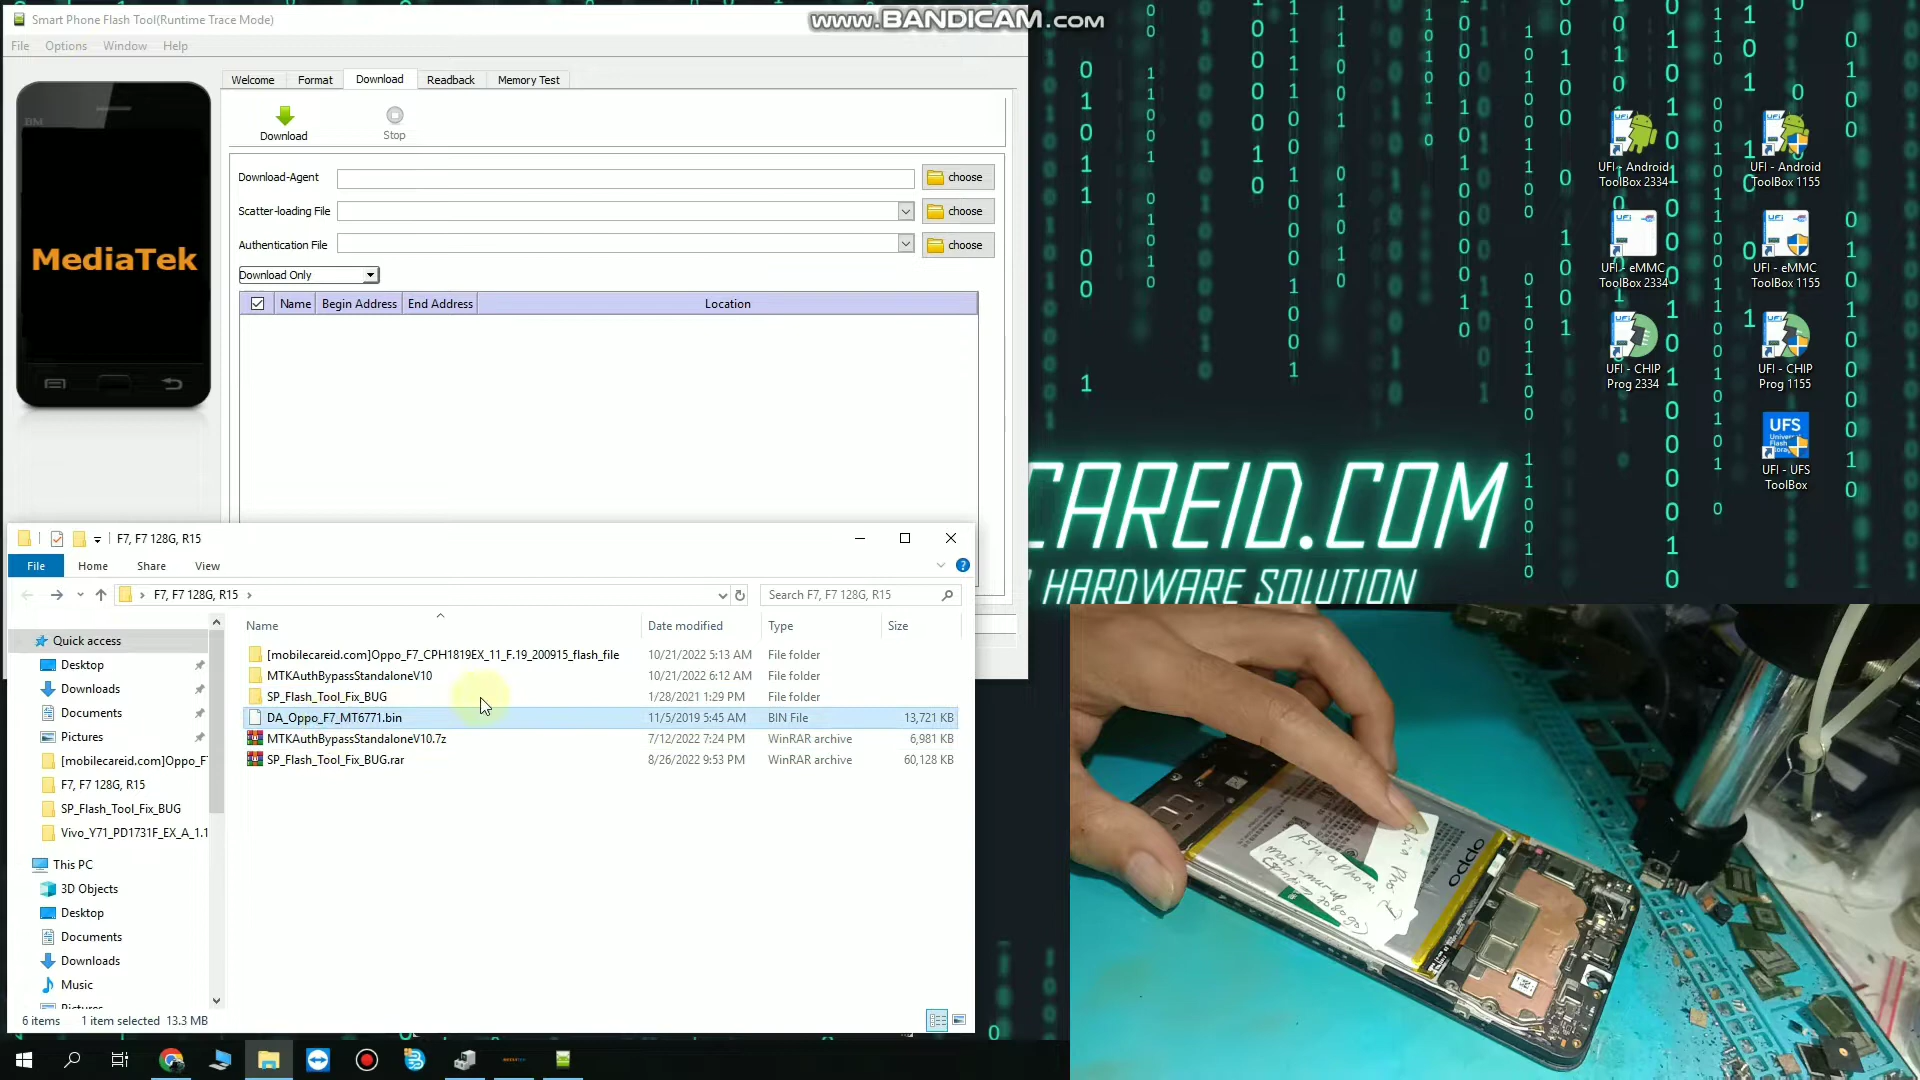 Smart Phone Flash Tool(Runtime Trace Mode)
www.BANDICAM.com
File Options Window Help
Welcome Format Download Readback Memory Test
BM
MediaTek
Download Stop
Download-Agent choose
Scatter-loading File choose
Authentication File choose
Download Only
Name Begin Address End Address Location
UFI - Android ToolBox 2334
UFI - Android ToolBox 1155
UFI - eMMC ToolBox 2334
UFI - eMMC ToolBox 1155
UFI - CHIP Prog 2334
UFI - CHIP Prog 1155
UFS
UFI - UFS ToolBox
CAREID.COM
HARDWARE SOLUTION
F7, F7 128G, R15
File Home Share View
F7, F7 128G, R15 Search F7, F7 128G, R15
Name Date modified Type Size
[mobilecareid.com]Oppo_F7_CPH1819EX_11_F.19_200915_flash_file 10/21/2022 5:13 AM File folder
MTKAuthBypassStandaloneV10 10/21/2022 6:12 AM File folder
SP_Flash_Tool_Fix_BUG 1/28/2021 1:29 PM File folder
DA_Oppo_F7_MT6771.bin 11/5/2019 5:45 AM BIN File 13,721 KB
MTKAuthBypassStandaloneV10.7z 7/12/2022 7:24 PM WinRAR archive 6,981 KB
SP_Flash_Tool_Fix_BUG.rar 8/26/2022 9:53 PM WinRAR archive 60,128 KB
Quick access
Desktop
Downloads
Documents
Pictures
[mobilecareid.com]Oppo_F
F7, F7 128G, R15
SP_Flash_Tool_Fix_BUG
Vivo_Y71_PD1731F_EX_A_1.1
This PC
3D Objects
Desktop
Documents
Downloads
Music
Pictures
6 items 1 item selected 13.3 MB
oppo